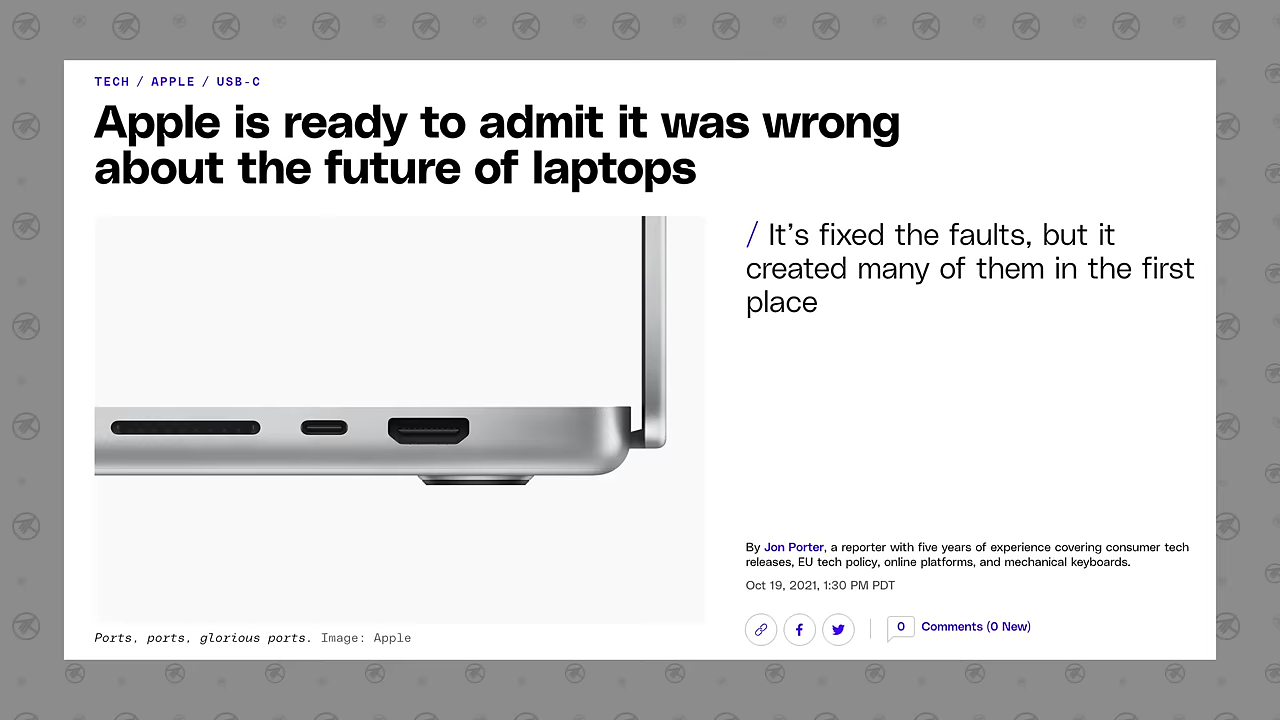 TECH / APPLE / USB-C
Apple is ready to admit it was wrong
about the future of laptops
/ It’s fixed the faults, but it
created many of them in the first
place
By Jon Porter, a reporter with five years of experience covering consumer tech
releases, EU tech policy, online platforms, and mechanical keyboards.
Oct 19, 2021, 1:30 PM PDT
0 Comments (0 New)
Ports, ports, glorious ports. Image: Apple